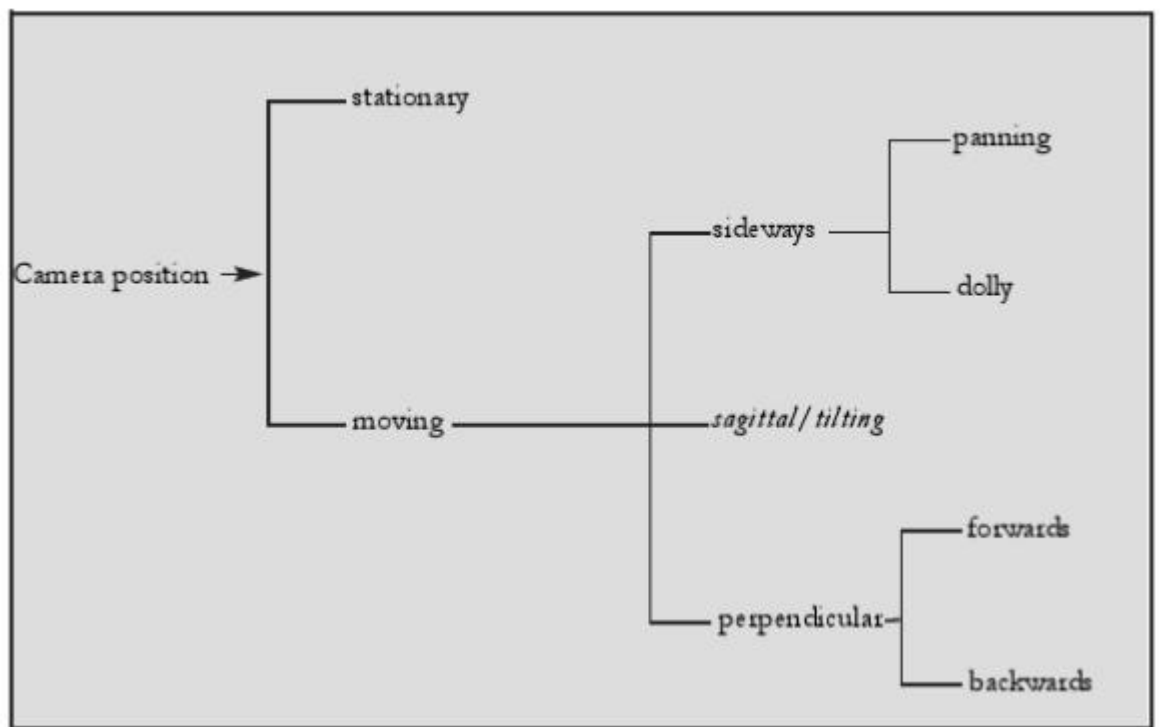 stationary
panning
sideways
Camera position
dolly
moving
sagittal/tilting
forwards
perpendicular
backwards